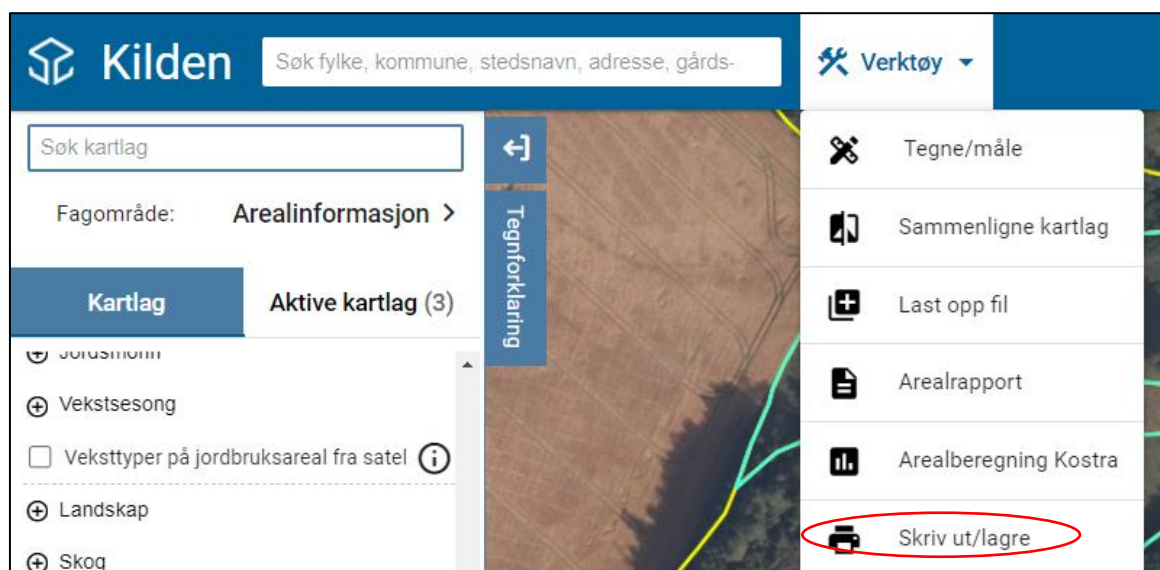 Kilden
Søk fylke, kommune, stedsnavn, adresse, gårds-
Verktøy
Søk kartlag
Fagområde: Arealinformasjon
Kartlag
Aktive kartlag (3)
Jordsmonn
Vekstsesong
Veksttyper på jordbruksareal fra satel
Landskap
Skog
Tegnforklaring
Tegne/måle
Sammenligne kartlag
Last opp fil
Arealrapport
Arealberegning Kostra
Skriv ut/lagre